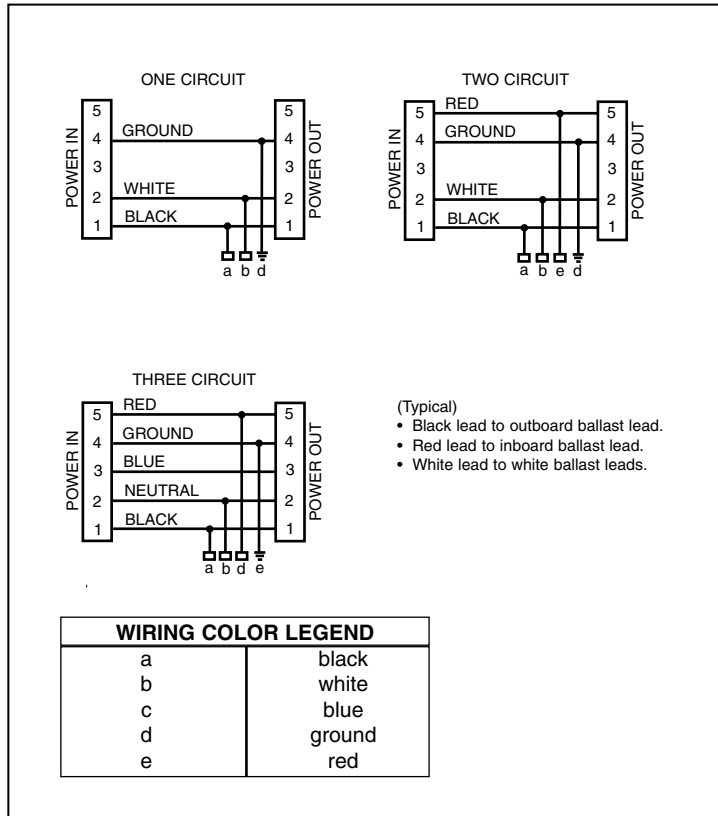 ONE CIRCUIT
POWER IN
5
4
3
2
1
GROUND
WHITE
BLACK
5
4
3
2
1
POWER OUT
a b d
TWO CIRCUIT
POWER IN
5
4
3
2
1
RED
GROUND
WHITE
BLACK
5
4
3
2
1
POWER OUT
a b e d
THREE CIRCUIT
POWER IN
5
4
3
2
1
RED
GROUND
BLUE
NEUTRAL
BLACK
5
4
3
2
1
POWER OUT
a b d e
(Typical)
• Black lead to outboard ballast lead.
• Red lead to inboard ballast lead.
• White lead to white ballast leads.
WIRING COLOR LEGEND
a black
b white
c blue
d ground
e red